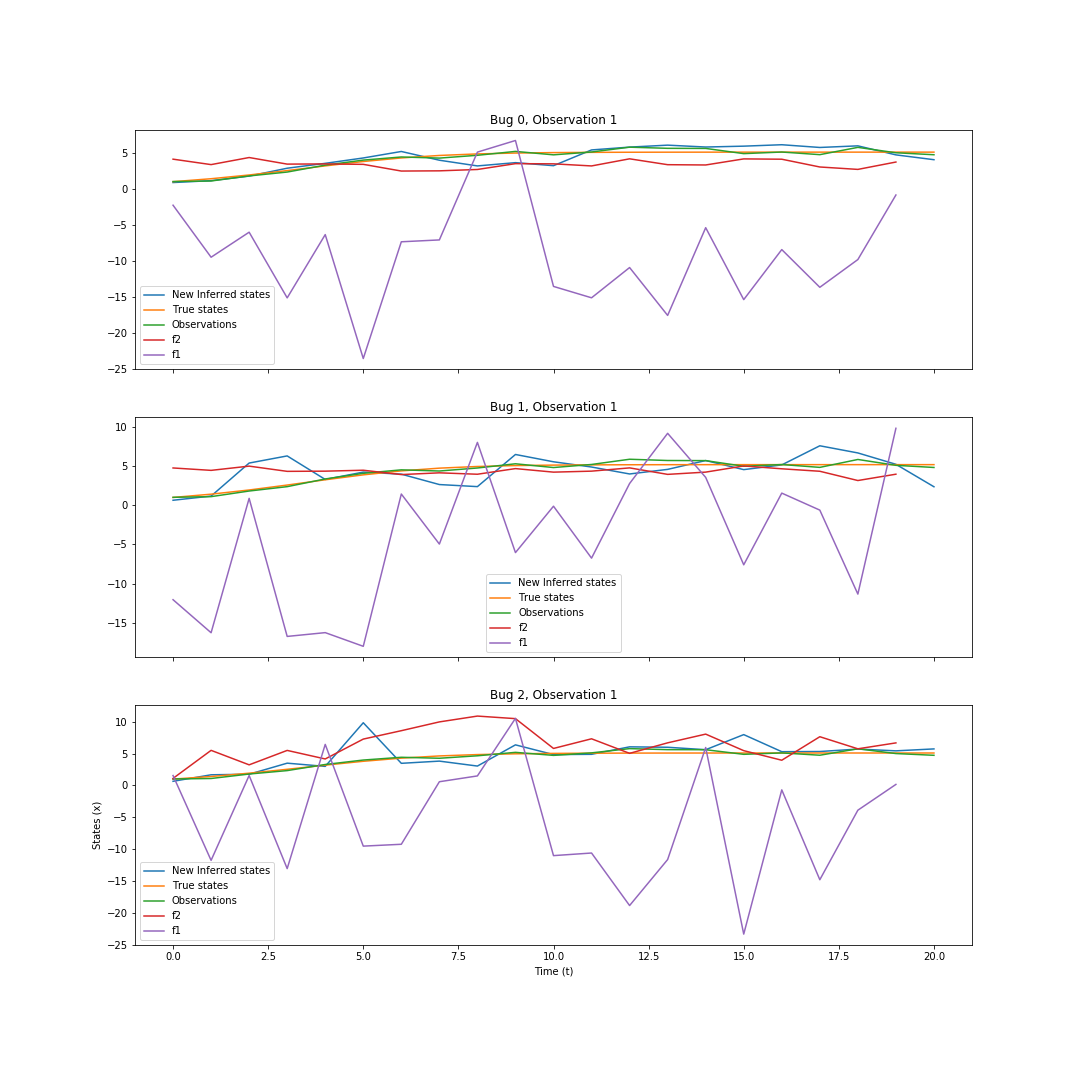 Bug 0, Observation 1
5
0
−5
−10
−15
−20
−25
New Inferred states
True states
Observations
f2
f1
Bug 1, Observation 1
10
5
0
−5
−10
−15
New Inferred states
True states
Observations
f2
f1
Bug 2, Observation 1
10
5
0
−5
−10
−15
−20
−25
States (x)
New Inferred states
True states
Observations
f2
f1
0.0 2.5 5.0 7.5 10.0 12.5 15.0 17.5 20.0
Time (t)